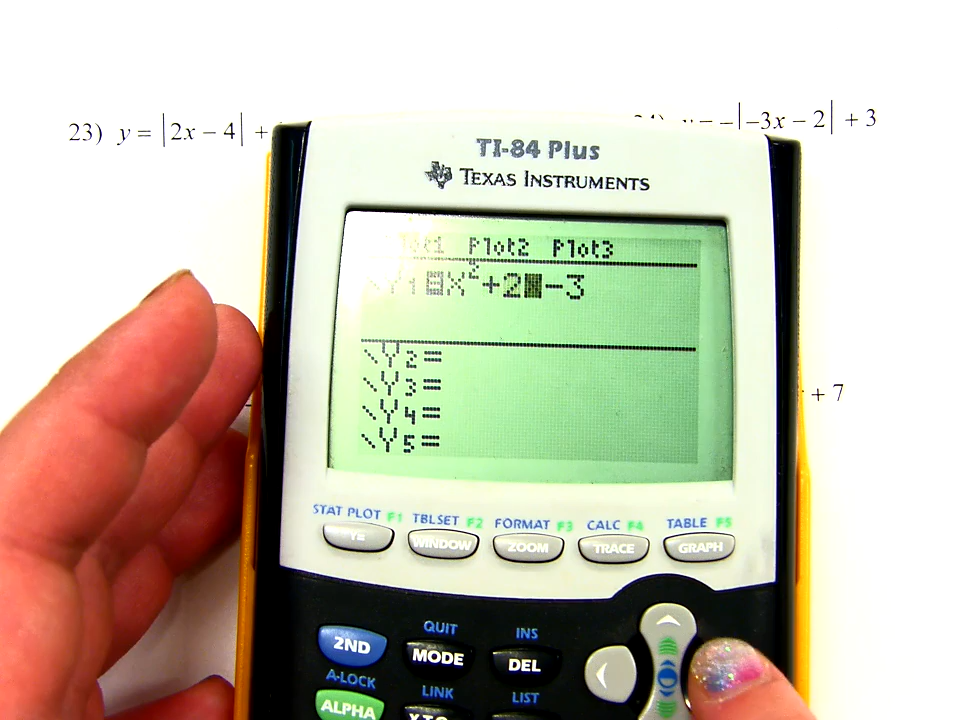 23) y = |2x − 4| +
y = −|−3x − 2| + 3
TI-84 Plus
TEXAS INSTRUMENTS
Plot2 Plot3
\Y1=X²+2 −3
\Y2=
\Y3=
\Y4=
\Y5=
+ 7
STAT PLOT F1 TBLSET F2 FORMAT F3 CALC F4 TABLE F5
Y= WINDOW ZOOM TRACE GRAPH
QUIT INS
2ND MODE DEL
A-LOCK LINK LIST
ALPHA